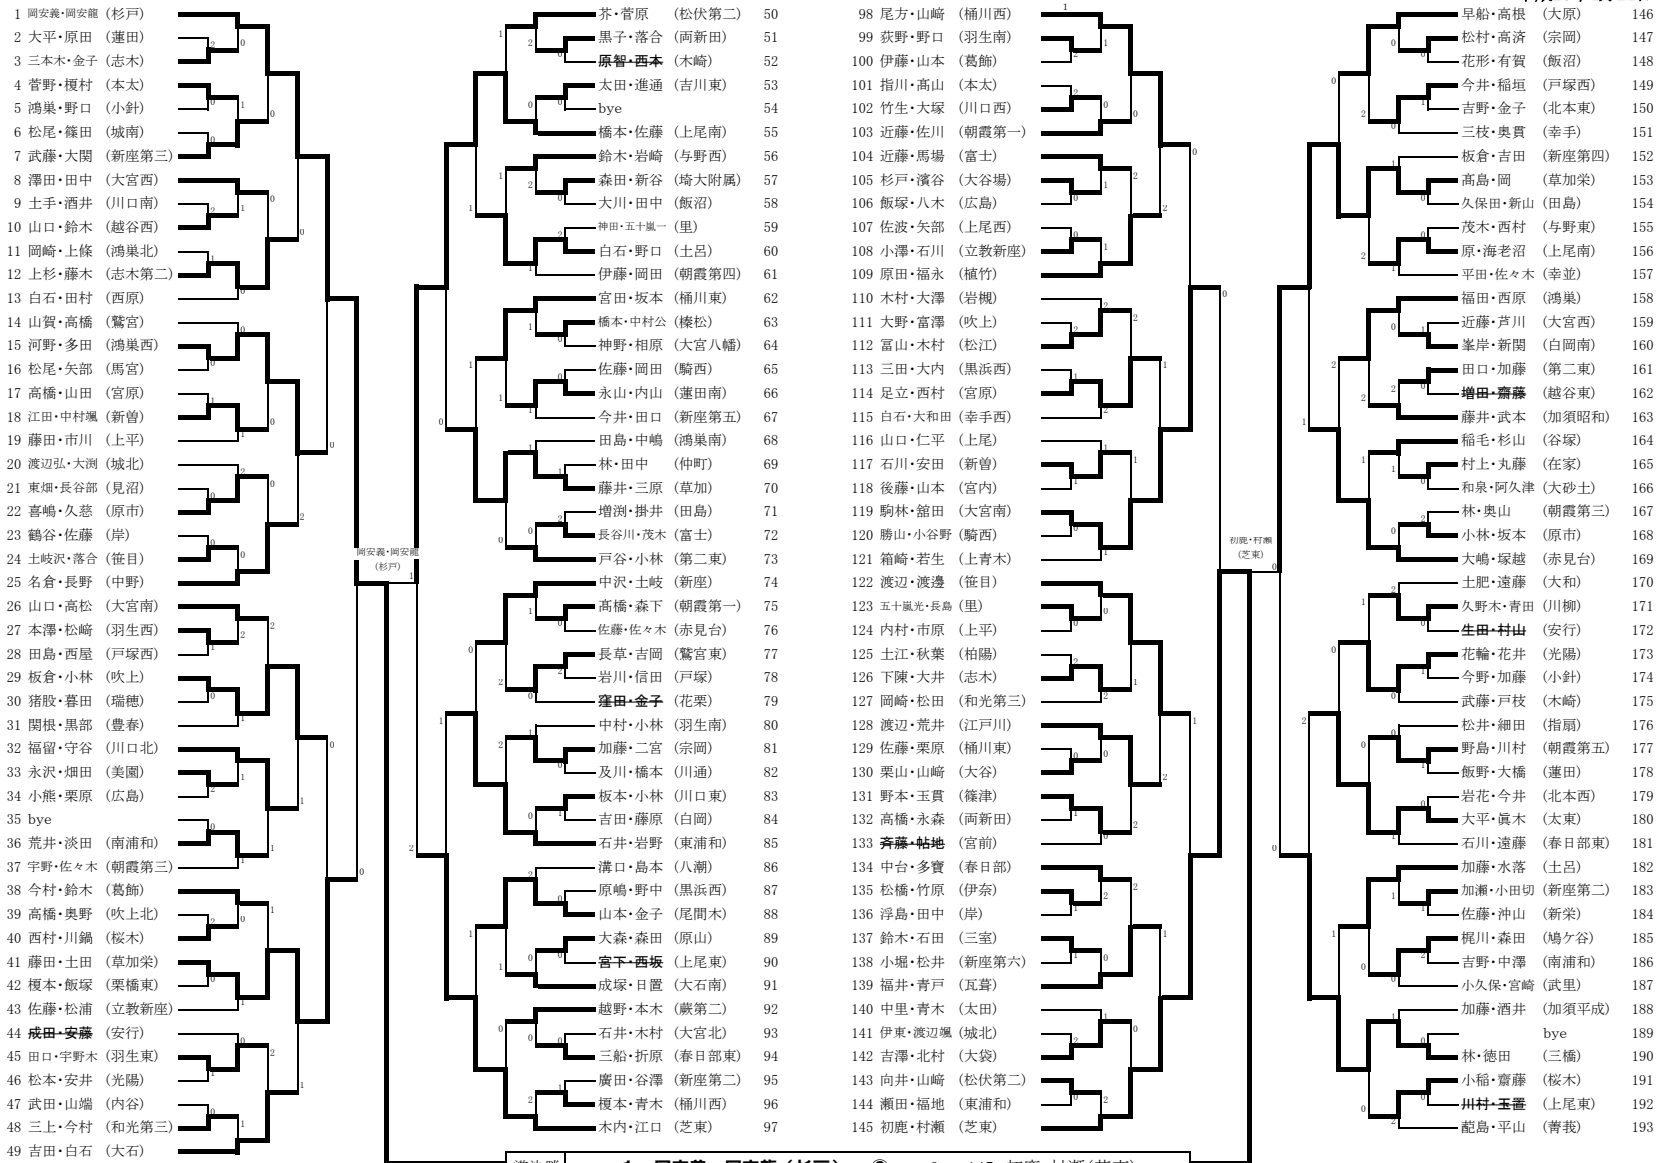 1 岡安義・岡安龍 (杉戸)
2 大平・原田 (蓮田)
3 三本木・金子 (志木)
4 菅野・榎村 (本太)
5 鴻巣・野口 (小針)
6 松尾・篠田 (城南)
7 武藤・大関 (新座第三)
8 澤田・田中 (大宮西)
9 土手・酒井 (川口南)
10 山口・鈴木 (越谷西)
11 岡崎・上條 (鴻巣北)
12 上杉・藤木 (志木第二)
13 白石・田村 (西原)
14 山賀・高橋 (鷲宮)
15 河野・多田 (鴻巣西)
16 松尾・矢部 (馬宮)
17 高橋・山田 (宮原)
18 江田・中村颯 (新曽)
19 藤田・市川 (上平)
20 渡辺弘・大渕 (城北)
21 東畑・長谷部 (見沼)
22 喜嶋・久慈 (原市)
23 鶴谷・佐藤 (岸)
24 土岐沢・落合 (笹目)
25 名倉・長野 (中野)
26 山口・高松 (大宮南)
27 本澤・松﨑 (羽生西)
28 田島・西屋 (戸塚西)
29 板倉・小林 (吹上)
30 猪股・暮田 (瑞穂)
31 関根・黒部 (豊春)
32 福留・守谷 (川口北)
33 永沢・畑田 (美園)
34 小熊・栗原 (広島)
35 bye
36 荒井・淡田 (南浦和)
37 宇野・佐々木 (朝霞第三)
38 今村・鈴木 (葛飾)
39 高橋・奥野 (吹上北)
40 西村・川鍋 (桜木)
41 藤田・土田 (草加栄)
42 榎本・飯塚 (栗橋東)
43 佐藤・松浦 (立教新座)
44 成田・安藤 (安行)
45 田口・宇野木 (羽生東)
46 松本・安井 (光陽)
47 武田・山端 (内谷)
48 三上・今村 (和光第三)
49 吉田・白石 (大石)
岡安義・岡安龍
(杉戸)
芥・菅原 (松伏第二) 50
黒子・落合 (両新田) 51
原智・西本 (木崎) 52
太田・進通 (吉川東) 53
bye 54
橋本・佐藤 (上尾南) 55
鈴木・岩崎 (与野西) 56
森田・新谷 (埼大附属) 57
大川・田中 (飯沼) 58
神田・五十嵐一 (里) 59
白石・野口 (土呂) 60
伊藤・岡田 (朝霞第四) 61
宮田・坂本 (桶川東) 62
橋本・中村公 (榛松) 63
神野・相原 (大宮八幡) 64
佐藤・岡田 (騎西) 65
永山・内山 (蓮田南) 66
今井・田口 (新座第五) 67
田島・中嶋 (鴻巣南) 68
林・田中 (仲町) 69
藤井・三原 (草加) 70
増渕・掛井 (田島) 71
長谷川・茂木 (富士) 72
戸谷・小林 (第二東) 73
中沢・土岐 (新座) 74
髙橋・森下 (朝霞第一) 75
佐藤・佐々木 (赤見台) 76
長草・吉岡 (鷲宮東) 77
岩川・信田 (戸塚) 78
窪田・金子 (花栗) 79
中村・小林 (羽生南) 80
加藤・二宮 (宗岡) 81
及川・橋本 (川通) 82
板本・小林 (川口東) 83
吉田・藤原 (白岡) 84
石井・岩野 (東浦和) 85
溝口・島本 (八潮) 86
原嶋・野中 (黒浜西) 87
山本・金子 (尾間木) 88
大森・森田 (原山) 89
宮下・西坂 (上尾東) 90
成塚・日置 (大石南) 91
越野・本木 (蕨第二) 92
石井・木村 (大宮北) 93
三船・折原 (春日部東) 94
廣田・谷澤 (新座第二) 95
榎本・青木 (桶川西) 96
木内・江口 (芝東) 97
98 尾方・山﨑 (桶川西)
99 荻野・野口 (羽生南)
100 伊藤・山本 (葛飾)
101 指川・髙山 (本太)
102 竹生・大塚 (川口西)
103 近藤・佐川 (朝霞第一)
104 近藤・馬場 (富士)
105 杉戸・濱谷 (大谷場)
106 飯塚・八木 (広島)
107 佐波・矢部 (上尾西)
108 小澤・石川 (立教新座)
109 原田・福永 (植竹)
110 木村・大澤 (岩槻)
111 大野・富澤 (吹上)
112 冨山・木村 (松江)
113 三田・大内 (黒浜西)
114 足立・西村 (宮原)
115 白石・大和田 (幸手西)
116 山口・仁平 (上尾)
117 石川・安田 (新曽)
118 後藤・山本 (宮内)
119 駒林・舘田 (大宮南)
120 勝山・小谷野 (騎西)
121 箱崎・若生 (上青木)
122 渡辺・渡邊 (笹目)
123 五十嵐光・長島 (里)
124 内村・市原 (上平)
125 土江・秋葉 (柏陽)
126 下陳・大井 (志木)
127 岡崎・松田 (和光第三)
128 渡辺・荒井 (江戸川)
129 佐藤・栗原 (桶川東)
130 栗山・山﨑 (大谷)
131 野本・玉貫 (篠津)
132 高橋・永森 (両新田)
133 斉藤・帖地 (宮前)
134 中台・多寶 (春日部)
135 松橋・竹原 (伊奈)
136 浮島・田中 (岸)
137 鈴木・石田 (三室)
138 小堀・松井 (新座第六)
139 福井・青戸 (瓦葺)
140 中里・青木 (太田)
141 伊東・渡辺颯 (城北)
142 吉澤・北村 (大袋)
143 向井・山﨑 (松伏第二)
144 瀬田・福地 (東浦和)
145 初鹿・村瀬 (芝東)
初鹿・村瀬
(芝東)
早船・高根 (大原) 146
松村・高済 (宗岡) 147
花形・有賀 (飯沼) 148
今井・稲垣 (戸塚西) 149
吉野・金子 (北本東) 150
三枝・奥貫 (幸手) 151
板倉・吉田 (新座第四) 152
髙島・岡 (草加栄) 153
久保田・新山 (田島) 154
茂木・西村 (与野東) 155
原・海老沼 (上尾南) 156
平田・佐々木 (幸並) 157
福田・西原 (鴻巣) 158
近藤・芦川 (大宮西) 159
峯岸・新関 (白岡南) 160
田口・加藤 (第二東) 161
増田・齋藤 (越谷東) 162
藤井・武本 (加須昭和) 163
稲毛・杉山 (谷塚) 164
村上・丸藤 (在家) 165
和泉・阿久津 (大砂土) 166
林・奥山 (朝霞第三) 167
小林・坂本 (原市) 168
大嶋・塚越 (赤見台) 169
土肥・遠藤 (大和) 170
久野木・青田 (川柳) 171
生田・村山 (安行) 172
花輪・花井 (光陽) 173
今野・加藤 (小針) 174
武藤・戸枝 (木崎) 175
松井・細田 (指扇) 176
野島・川村 (朝霞第五) 177
飯野・大橋 (蓮田) 178
岩花・今井 (北本西) 179
大平・眞木 (太東) 180
石川・遠藤 (春日部東) 181
加藤・水落 (土呂) 182
加瀬・小田切 (新座第二) 183
佐藤・沖山 (新栄) 184
梶川・森田 (鳩ケ谷) 185
吉野・中澤 (南浦和) 186
小久保・宮崎 (武里) 187
加藤・酒井 (加須平成) 188
bye 189
林・徳田 (三橋) 190
小稲・齋藤 (桜木) 191
川村・玉置 (上尾東) 192
蓜島・平山 (菁莪) 193